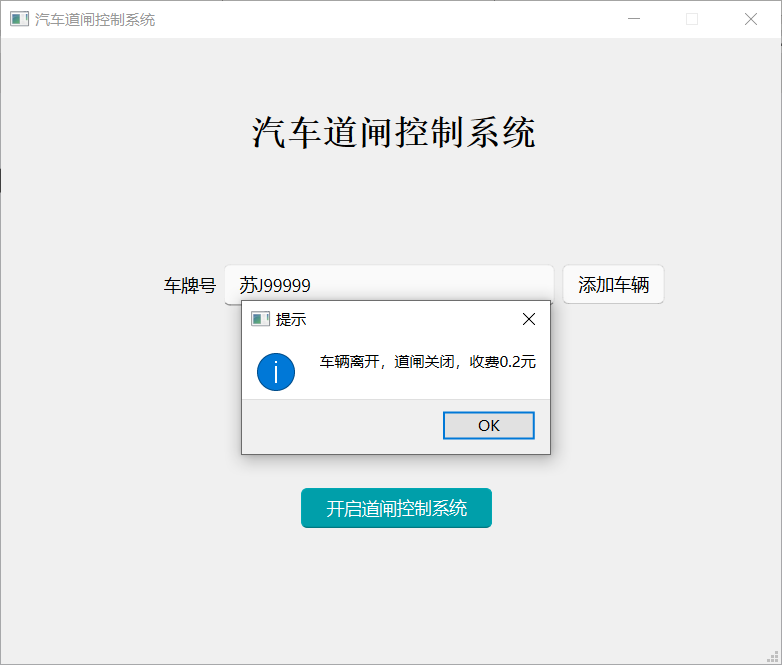 汽车道闸控制系统
汽车道闸控制系统
车牌号 苏J99999 添加车辆
提示
车辆离开，道闸关闭，收费0.2元
OK
开启道闸控制系统